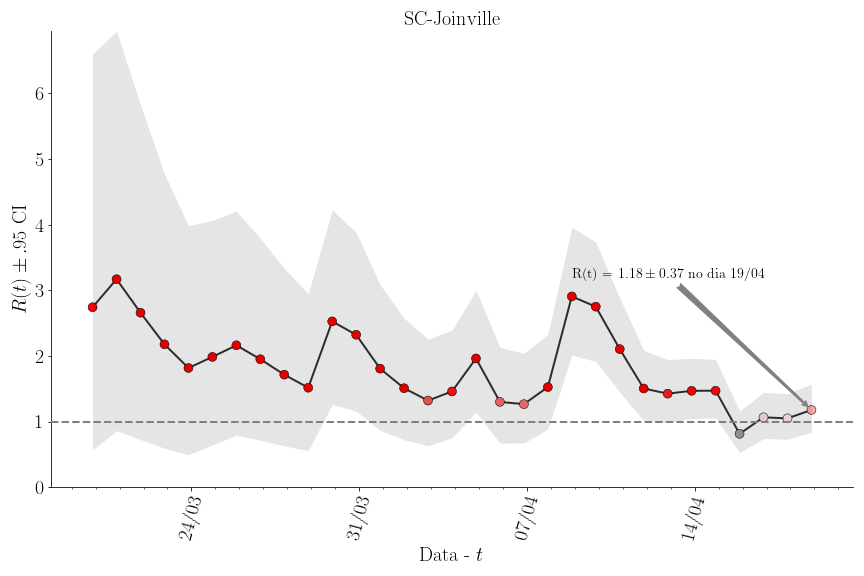 SC-Joinville
6
5
4
3
2
1
0
R(t) ± .95 CI
R(t) = 1.18 ± 0.37 no dia 19/04
24/03
31/03
07/04
14/04
Data - t